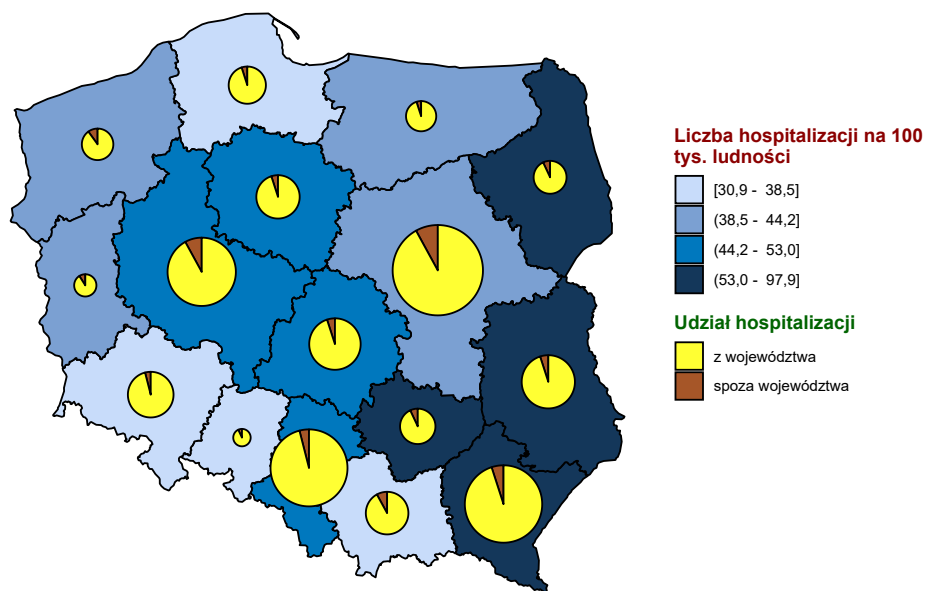 Liczba hospitalizacji na 100
tys. ludności
[30,9 - 38,5]
(38,5 - 44,2]
(44,2 - 53,0]
(53,0 - 97,9]
Udział hospitalizacji
z województwa
spoza województwa